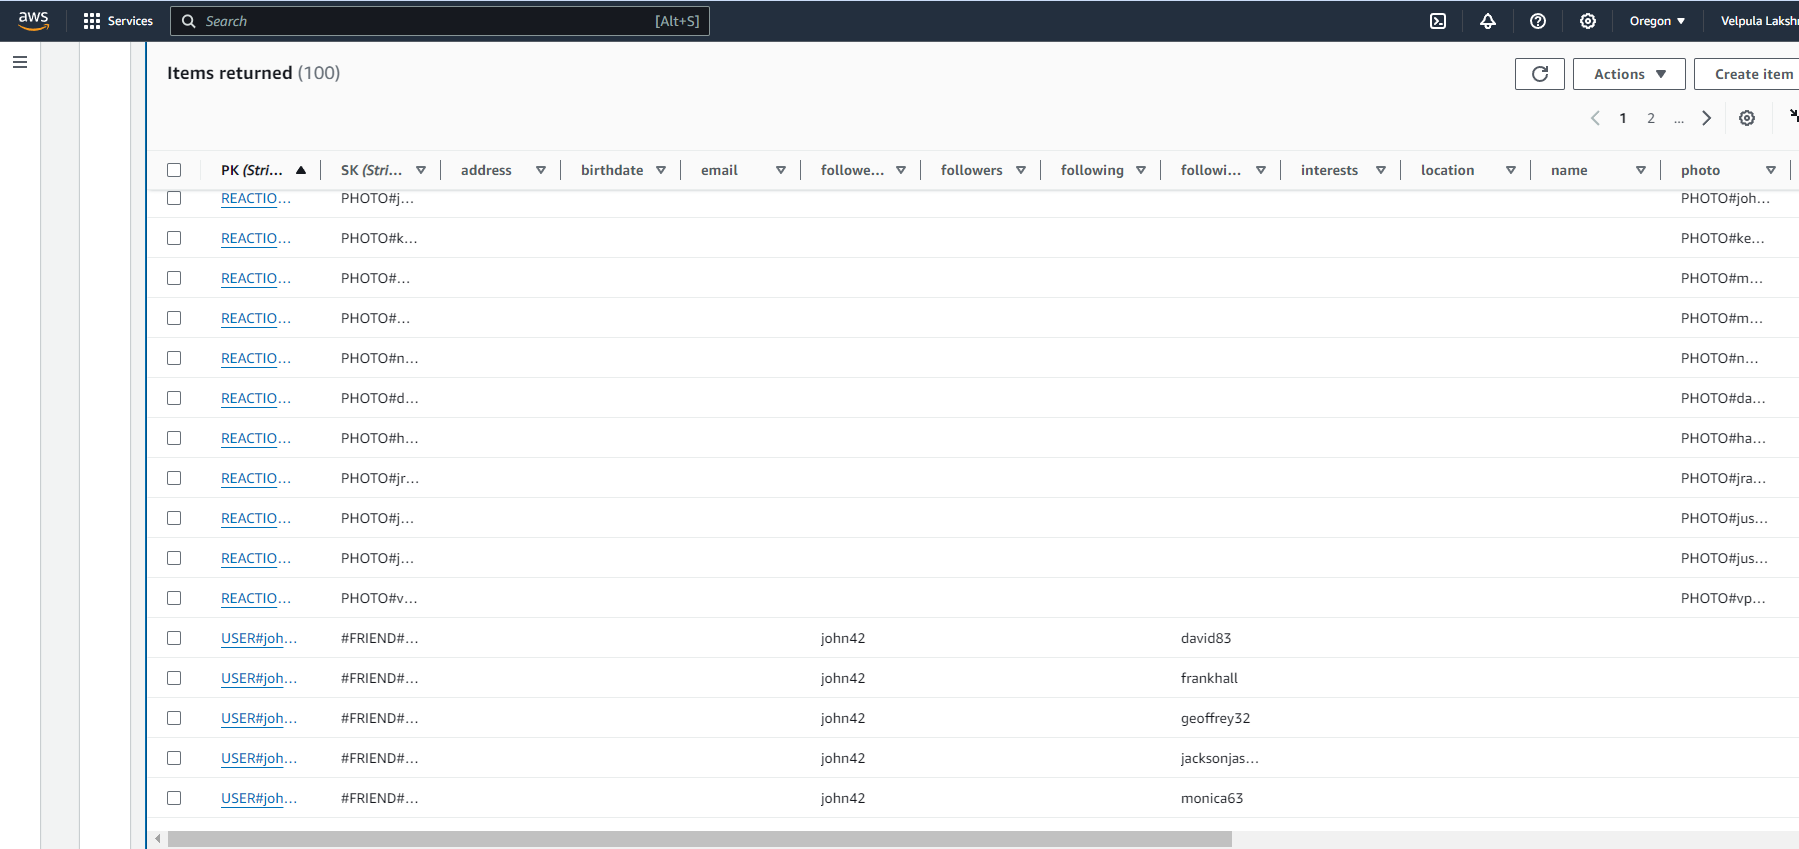 aws Services Search [Alt+S] Oregon Velpula Lakshm
Items returned (100) Actions Create item
1 2 ...
PK (Stri... SK (Stri... address birthdate email followe... followers following followi... interests location name photo
REACTIO... PHOTO#j... PHOTO#joh...
REACTIO... PHOTO#k... PHOTO#ke...
REACTIO... PHOTO#... PHOTO#m...
REACTIO... PHOTO#... PHOTO#m...
REACTIO... PHOTO#n... PHOTO#n...
REACTIO... PHOTO#d... PHOTO#da...
REACTIO... PHOTO#h... PHOTO#ha...
REACTIO... PHOTO#jr... PHOTO#jra...
REACTIO... PHOTO#j... PHOTO#jus...
REACTIO... PHOTO#j... PHOTO#jus...
REACTIO... PHOTO#v... PHOTO#vp...
USER#joh... #FRIEND#... john42 david83
USER#joh... #FRIEND#... john42 frankhall
USER#joh... #FRIEND#... john42 geoffrey32
USER#joh... #FRIEND#... john42 jacksonjas...
USER#joh... #FRIEND#... john42 monica63